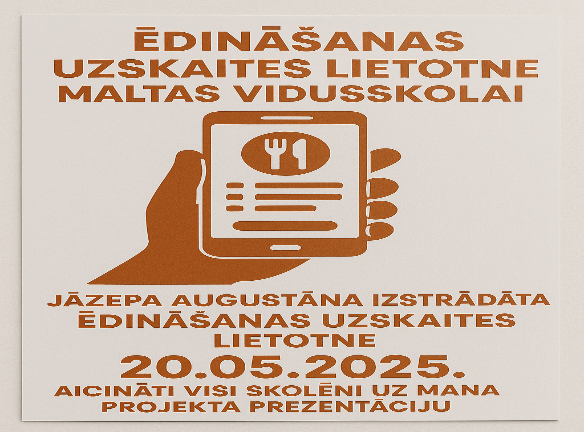 ĒDINĀŠANAS
UZSKAITES LIETOTNE
MALTAS VIDUSSKOLAI
JĀZEPA AUGUSTĀNA IZSTRĀDĀTA
ĒDINĀŠANAS UZSKAITES
LIETOTNE
20.05.2025.
AICINĀTI VISI SKOLĒNI UZ MANA
PROJEKTA PREZENTĀCIJU